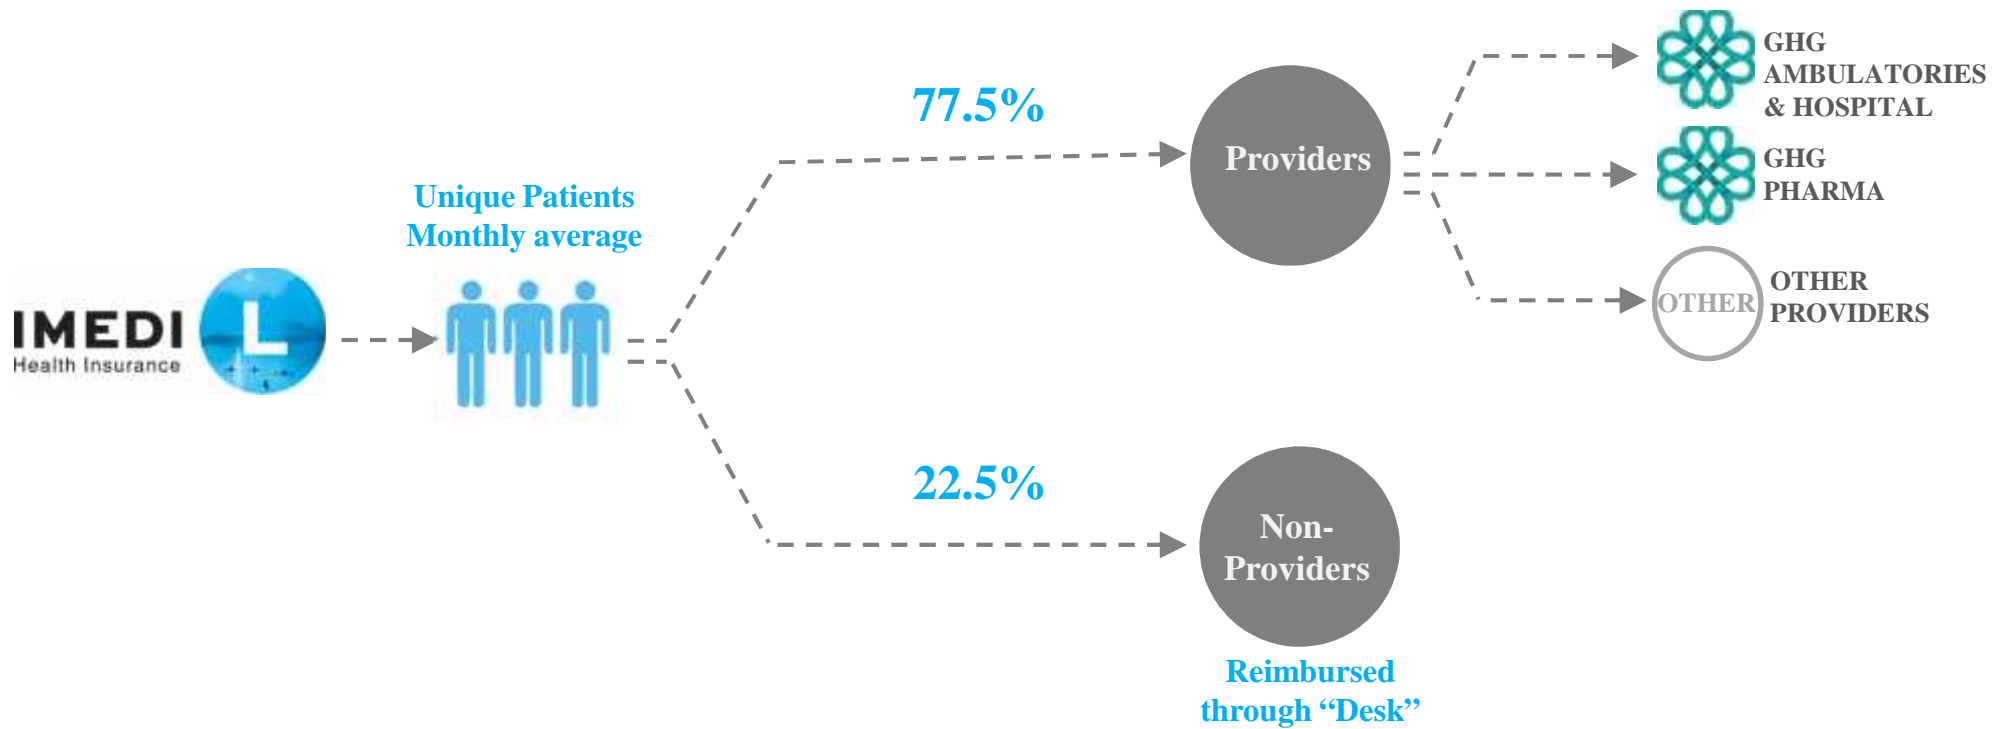 IMEDI L
Health Insurance
Unique Patients
Monthly average
77.5%
Providers
GHG
AMBULATORIES
& HOSPITAL
GHG
PHARMA
OTHER
OTHER
PROVIDERS
22.5%
Non-
Providers
Reimbursed
through “Desk”